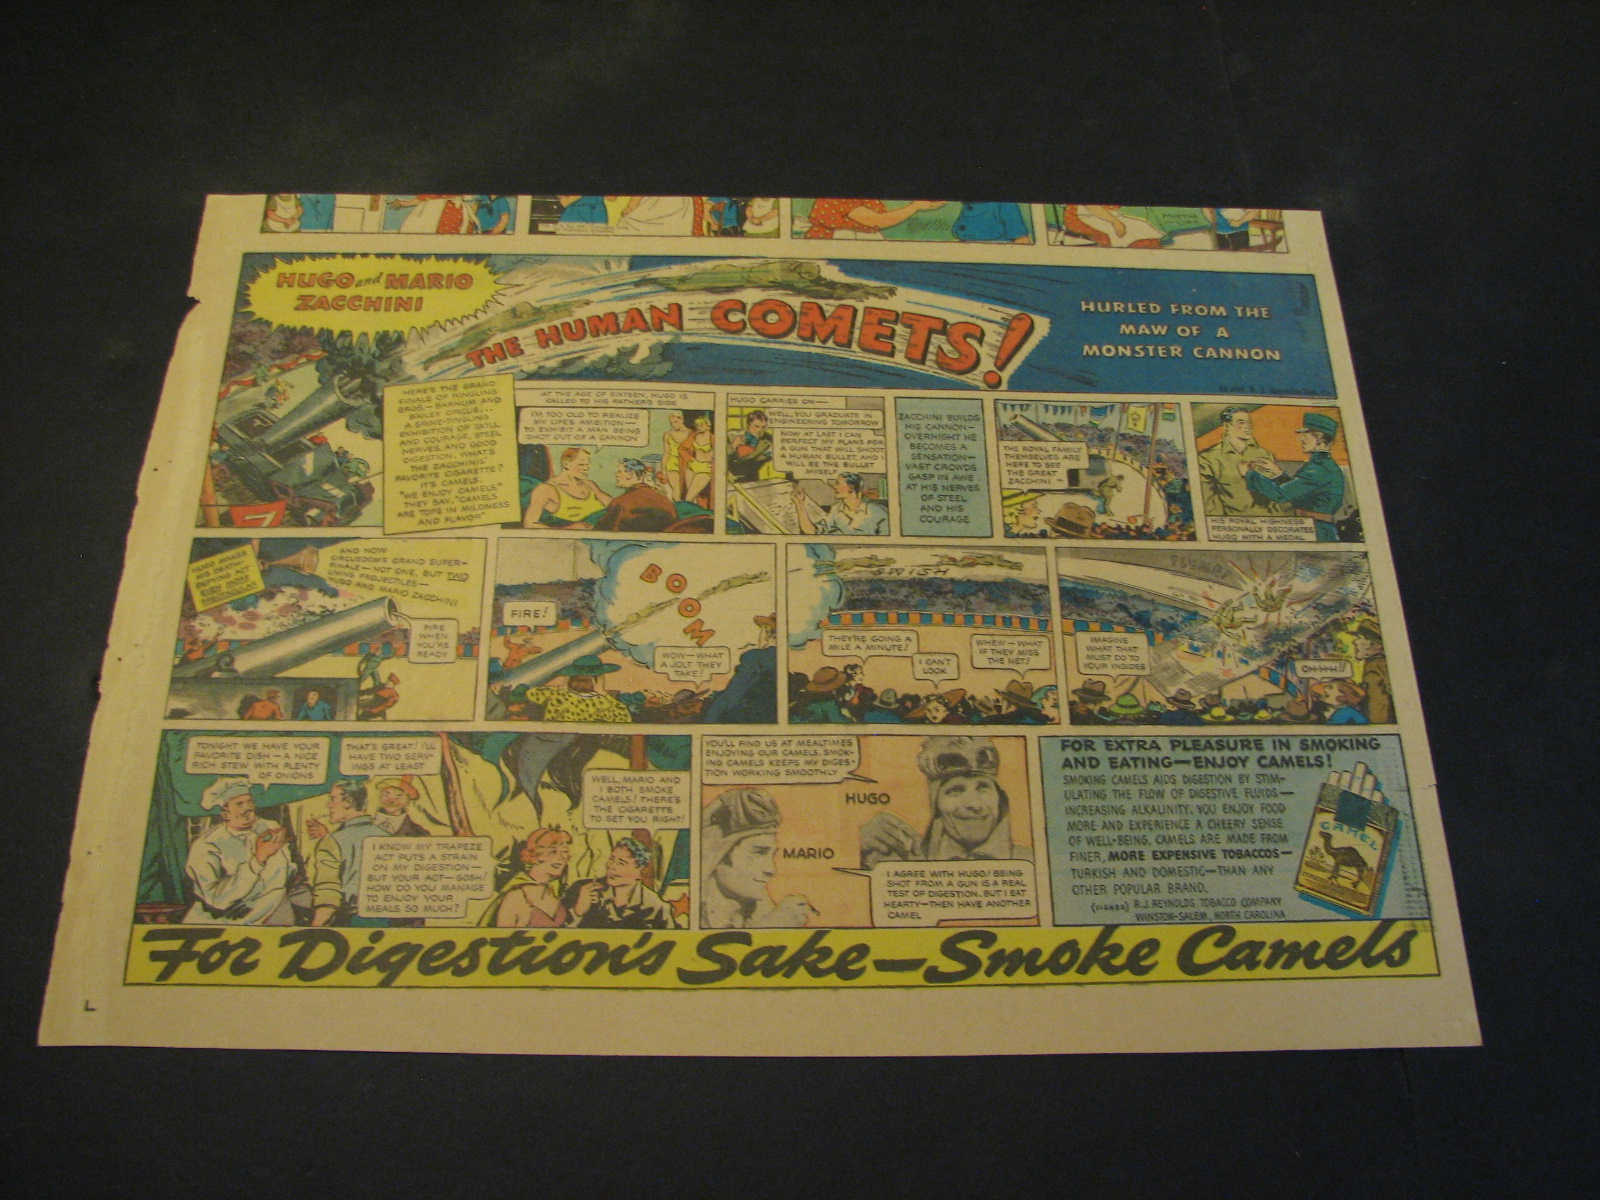 HUGO and MARIO
ZACCHINI
THE HUMAN COMETS!
HURLED FROM THE
MAW OF A
MONSTER CANNON
HERE'S THE GRAND
FINALE OF RINGLING
BROS.—BARNUM AND
BAILEY CIRCUS...
A SPINE-TINGLING
EXHIBITION OF SKILL
AND COURAGE, STEEL
NERVES, AND GOOD
DIGESTION. WHAT'S
THE ZACCHINIS'
FAVORITE CIGARETTE?
IT'S CAMELS.
"WE ENJOY CAMELS,"
THEY SAY, "CAMELS
ARE TOPS IN MILDNESS
AND FLAVOR"
7
AT THE AGE OF SIXTEEN, HUGO IS
CALLED TO HIS FATHER'S SIDE
I'M TOO OLD TO REALIZE
MY LIFE'S AMBITION—
TO EXHIBIT A MAN BEING
SHOT OUT OF A CANNON
HUGO CARRIES ON—
WELL, YOU GRADUATE IN
ENGINEERING TOMORROW
NOW AT LAST I CAN
PERFECT MY PLANS FOR
A GUN THAT WILL SHOOT
A HUMAN BULLET, AND I
WILL BE THE BULLET
MYSELF
ZACCHINI BUILDS
HIS CANNON—
OVERNIGHT HE
BECOMES A
SENSATION—
VAST CROWDS
GASP IN AWE
AT HIS NERVES
OF STEEL
AND HIS
COURAGE
THE ROYAL FAMILY
THEMSELVES ARE
HERE TO SEE
THE GREAT
ZACCHINI
HIS ROYAL HIGHNESS
PERSONALLY DECORATES
HUGO WITH A MEDAL
HUGO MAKES
HIS DEATH-
DEFYING ACT
EVEN MORE
SPECTACULAR
AND NOW
CIRCUSDOM'S GRAND SUPER-
FINALE—NOT ONE, BUT TWO
LIVING PROJECTILES—
HUGO AND MARIO ZACCHINI
FIRE
WHEN
YOU'RE
READY
FIRE!
BOOM
WOW—WHAT
A JOLT THEY
TAKE!
SWISH
THEY'RE GOING A
MILE A MINUTE!
I CAN'T
LOOK
WHEW—WHAT
IF THEY MISS
THE NET!
IMAGINE
WHAT THAT
MUST DO TO
YOUR INSIDES
OH-H-H!!
TONIGHT WE HAVE YOUR
FAVORITE DISH—A NICE
RICH STEW WITH PLENTY
OF ONIONS
THAT'S GREAT! I'LL
HAVE TWO SERV-
INGS AT LEAST
I KNOW MY TRAPEZE
ACT PUTS A STRAIN
ON MY DIGESTION—
BUT YOUR ACT—GOSH!
HOW DO YOU MANAGE
TO ENJOY YOUR
MEALS SO MUCH?
WELL, MARIO AND
I BOTH SMOKE
CAMELS! THERE'S
THE CIGARETTE
TO SET YOU RIGHT!
YOU'LL FIND US AT MEALTIMES
ENJOYING OUR CAMELS. SMOK-
ING CAMELS KEEPS MY DIGES-
TION WORKING SMOOTHLY
HUGO
MARIO
I AGREE WITH HUGO! BEING
SHOT FROM A GUN IS A REAL
TEST OF DIGESTION. BUT I EAT
HEARTY—THEN HAVE ANOTHER
CAMEL
FOR EXTRA PLEASURE IN SMOKING
AND EATING—ENJOY CAMELS!
SMOKING CAMELS AIDS DIGESTION BY STIM-
ULATING THE FLOW OF DIGESTIVE FLUIDS—
INCREASING ALKALINITY. YOU ENJOY FOOD
MORE AND EXPERIENCE A CHEERY SENSE
OF WELL-BEING. CAMELS ARE MADE FROM
FINER, MORE EXPENSIVE TOBACCOS—
TURKISH AND DOMESTIC—THAN ANY
OTHER POPULAR BRAND.
(SIGNED) R.J. REYNOLDS TOBACCO COMPANY
WINSTON-SALEM, NORTH CAROLINA
CAMEL
For Digestion's Sake—Smoke Camels
L